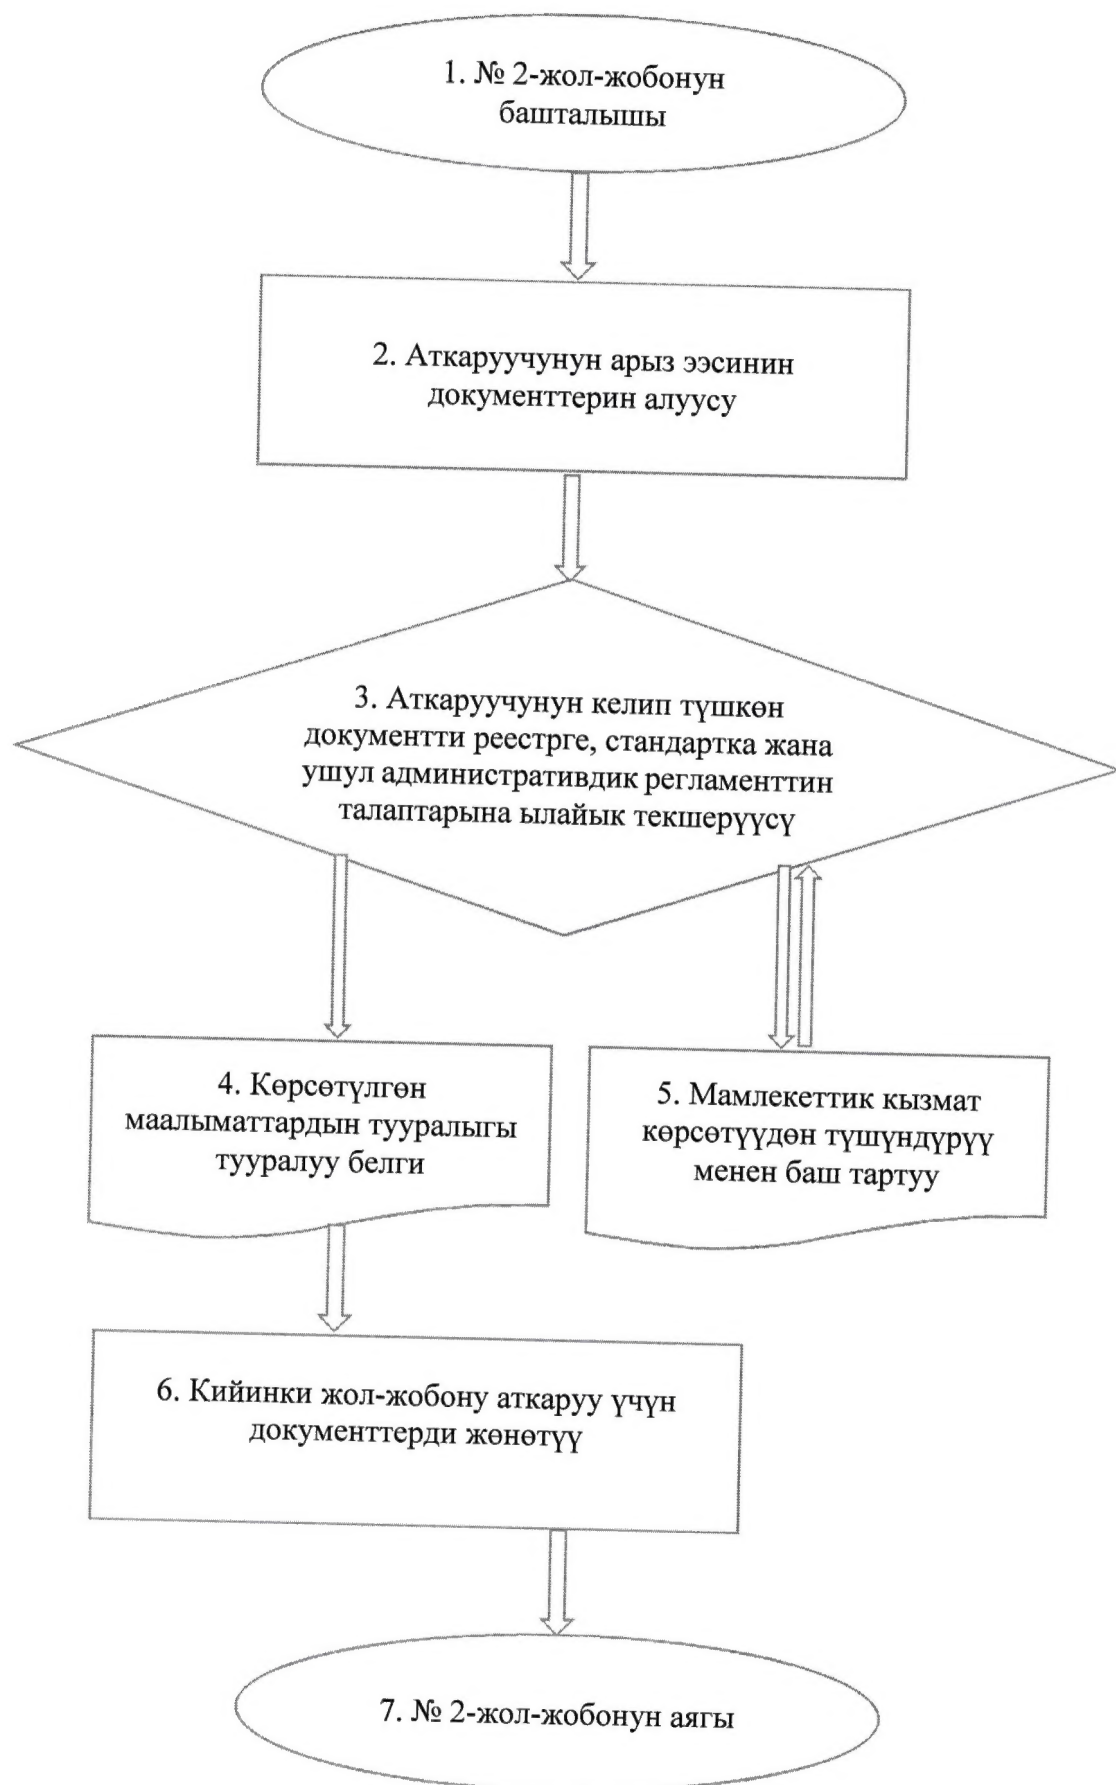 1. № 2-жол-жобонун
башталышы
2. Аткаруучунун арыз ээсинин
документтерин алуусу
3. Аткаруучунун келип түшкөн
документти реестрге, стандартка жана
ушул административдик регламенттин
талаптарына ылайык текшерүүсү
4. Көрсөтүлгөн
маалыматтардын тууралыгы
тууралуу белги
5. Мамлекеттик кызмат
көрсөтүүдөн түшүндүрүү
менен баш тартуу
6. Кийинки жол-жобону аткаруу үчүн
документтерди жөнөтүү
7. № 2-жол-жобонун аягы